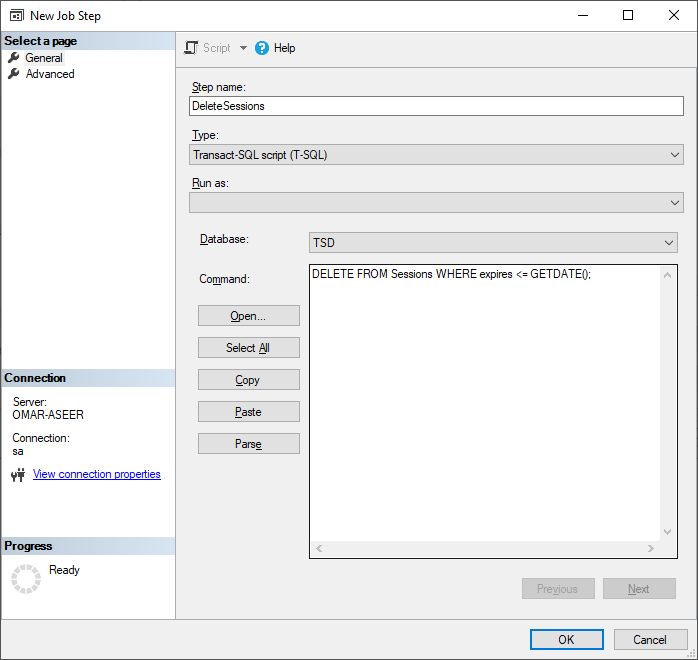 New Job Step
Select a page
General
Advanced
Script
Help
Step name:
DeleteSessions
Type:
Transact-SQL script (T-SQL)
Run as:
Database:
TSD
Command:
DELETE FROM Sessions WHERE expires <= GETDATE();
Open...
Select All
Copy
Paste
Parse
Connection
Server:
OMAR-ASEER
Connection:
sa
View connection properties
Progress
Ready
Previous
Next
OK
Cancel